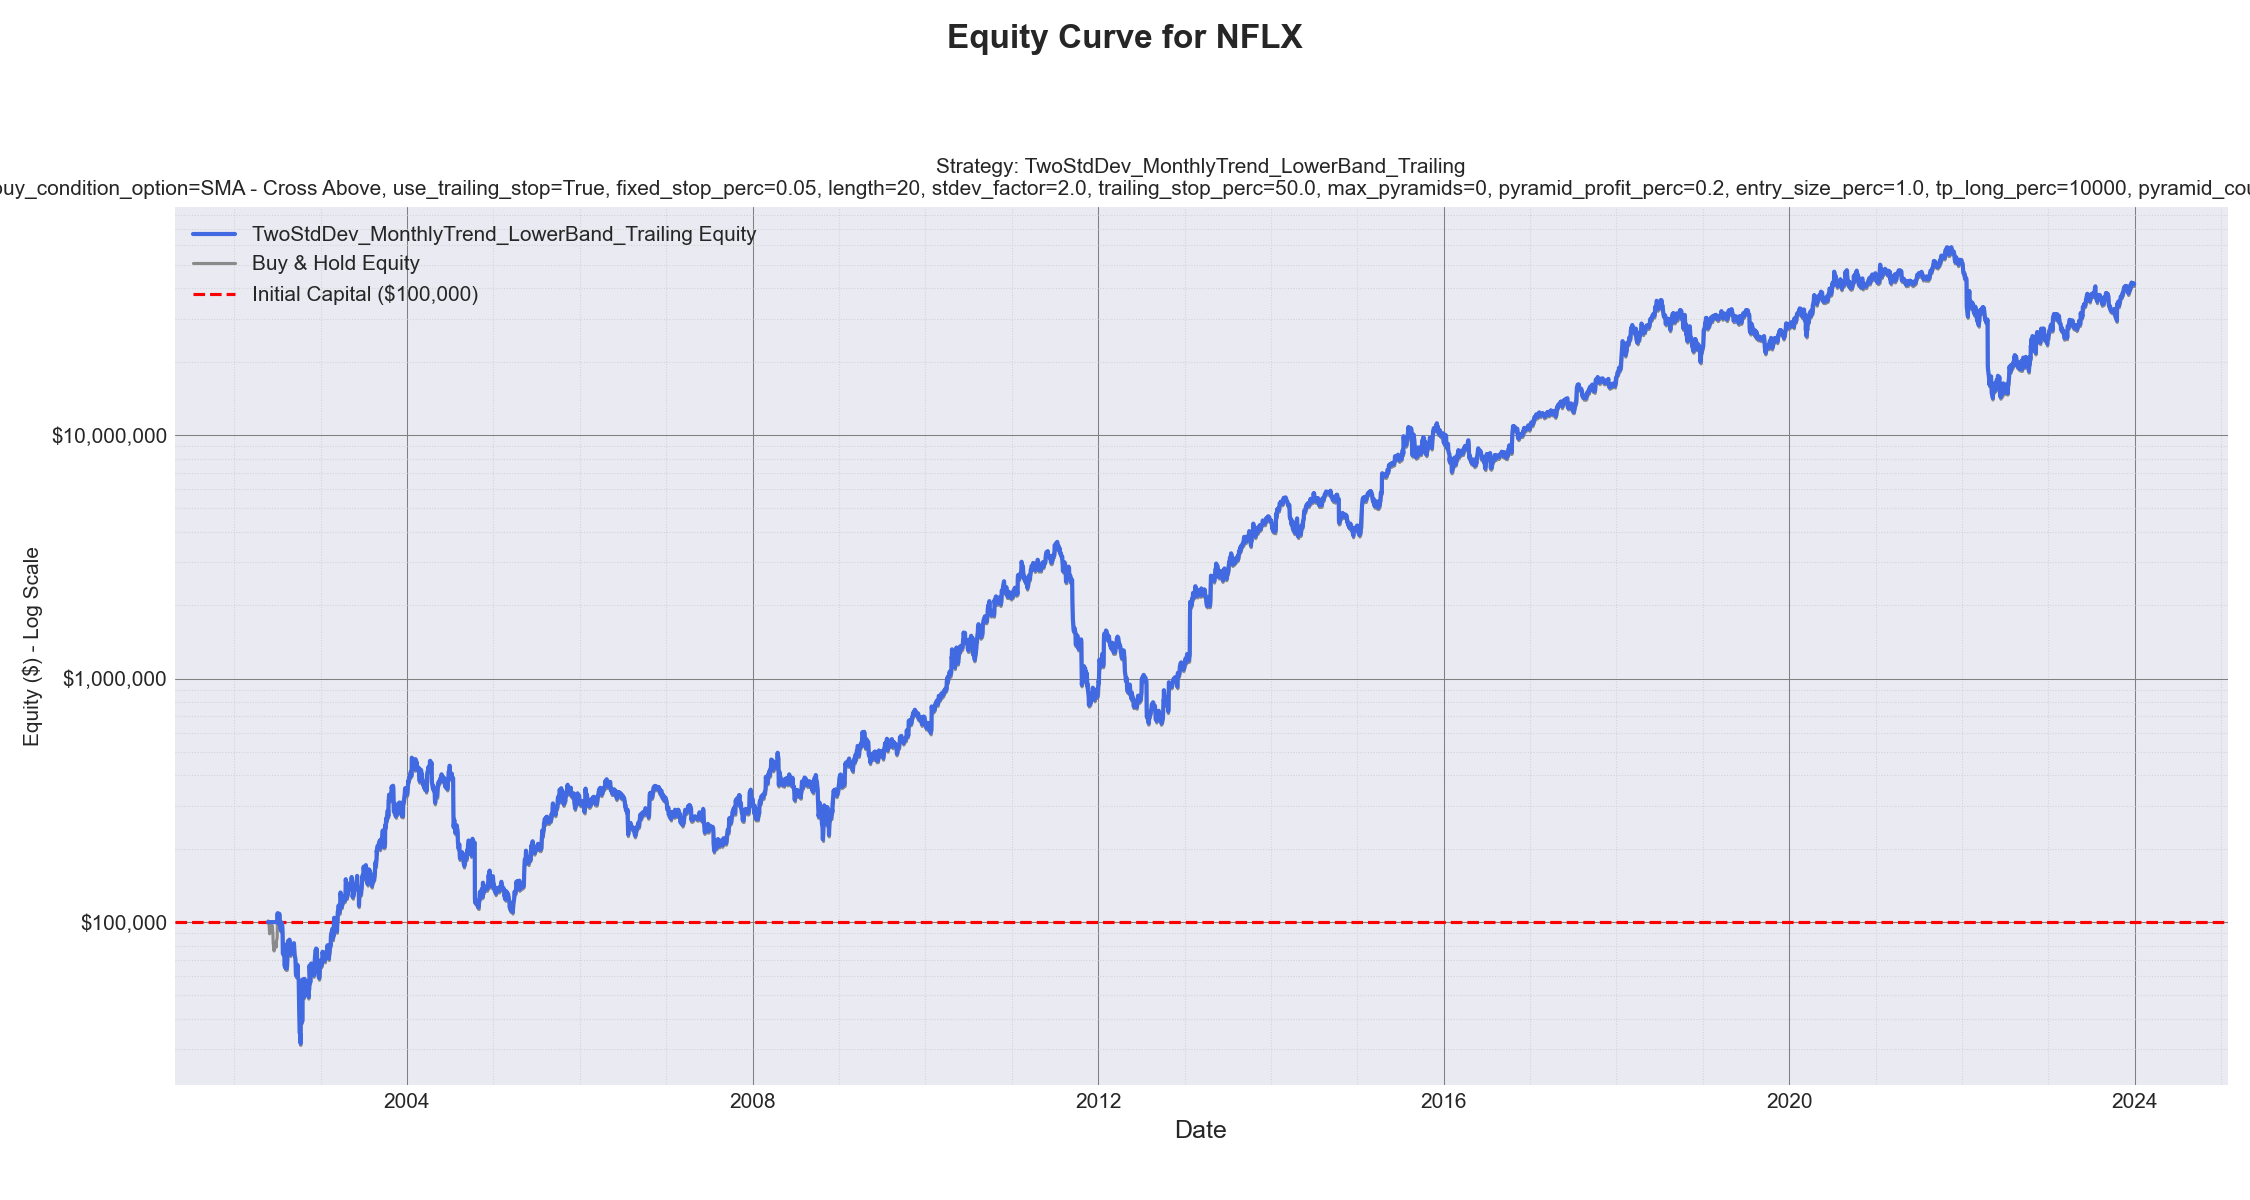 Equity Curve for NFLX
Strategy: TwoStdDev_MonthlyTrend_LowerBand_Trailing
buy_condition_option=SMA - Cross Above, use_trailing_stop=True, fixed_stop_perc=0.05, length=20, stdev_factor=2.0, trailing_stop_perc=50.0, max_pyramids=0, pyramid_profit_perc=0.2, entry_size_perc=1.0, tp_long_perc=10000, pyramid_cou
TwoStdDev_MonthlyTrend_LowerBand_Trailing Equity
Buy & Hold Equity
Initial Capital ($100,000)
Equity ($) - Log Scale
$10,000,000
$1,000,000
$100,000
2004
2008
2012
2016
2020
2024
Date